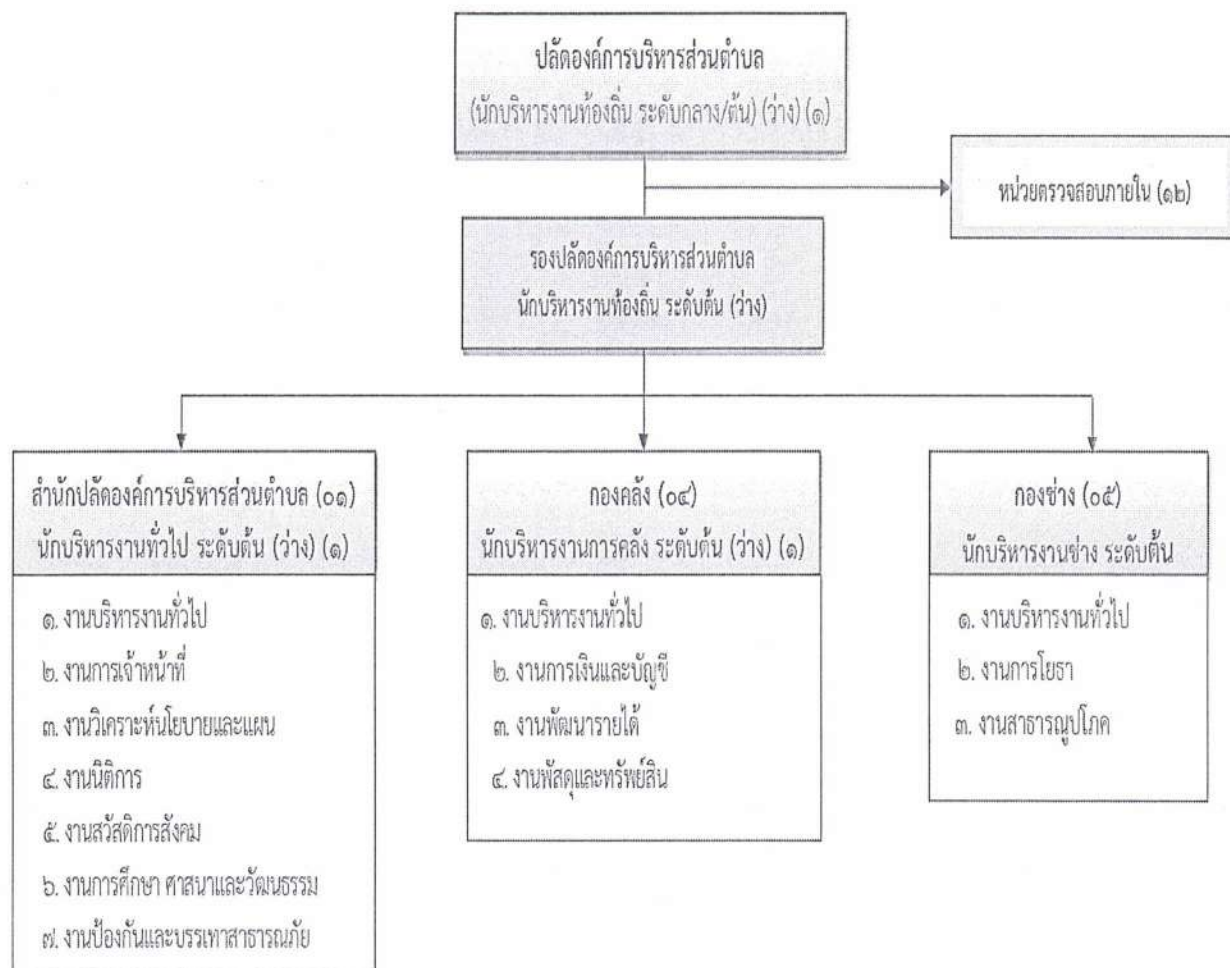 ปลัดองค์การบริหารส่วนตำบล
(นักบริหารงานท้องถิ่น ระดับกลาง/ต้น) (ว่าง) (๑)
หน่วยตรวจสอบภายใน (๑๒)
รองปลัดองค์การบริหารส่วนตำบล
นักบริหารงานท้องถิ่น ระดับต้น (ว่าง)
สำนักปลัดองค์การบริหารส่วนตำบล (๐๑)
นักบริหารงานทั่วไป ระดับต้น (ว่าง) (๑)
๑. งานบริหารงานทั่วไป
๒. งานการเจ้าหน้าที่
๓. งานวิเคราะห์นโยบายและแผน
๔. งานนิติการ
๕. งานสวัสดิการสังคม
๖. งานการศึกษา ศาสนาและวัฒนธรรม
๗. งานป้องกันและบรรเทาสาธารณภัย
กองคลัง (๐๔)
นักบริหารงานการคลัง ระดับต้น (ว่าง) (๑)
๑. งานบริหารงานทั่วไป
๒. งานการเงินและบัญชี
๓. งานพัฒนารายได้
๔. งานพัสดุและทรัพย์สิน
กองช่าง (๐๕)
นักบริหารงานช่าง ระดับต้น
๑. งานบริหารงานทั่วไป
๒. งานการโยธา
๓. งานสาธารณูปโภค